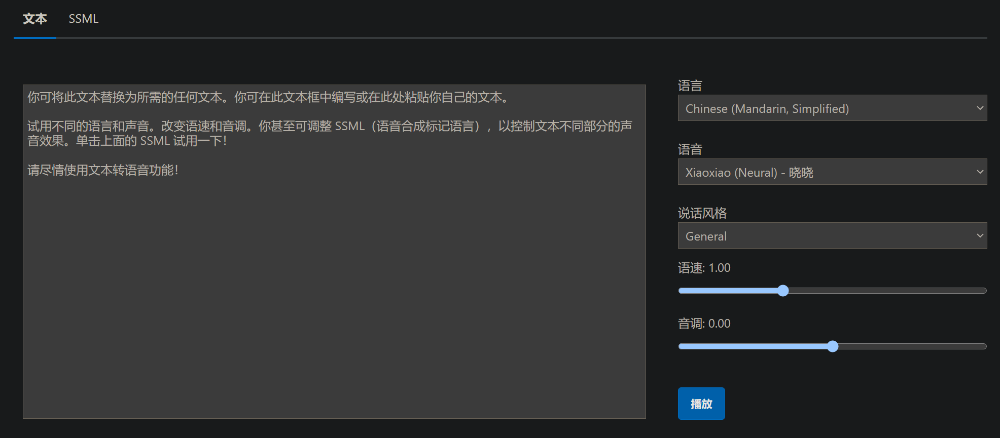 文本
SSML
你可将此文本替换为所需的任何文本。你可在此文本框中编写或在此处粘贴你自己的文本。
试用不同的语言和声音。改变语速和音调。你甚至可调整 SSML（语音合成标记语言），以控制文本不同部分的声
音效果。单击上面的 SSML 试用一下！
请尽情使用文本转语音功能！
语言
Chinese (Mandarin, Simplified)
语音
Xiaoxiao (Neural) - 晓晓
说话风格
General
语速: 1.00
音调: 0.00
播放